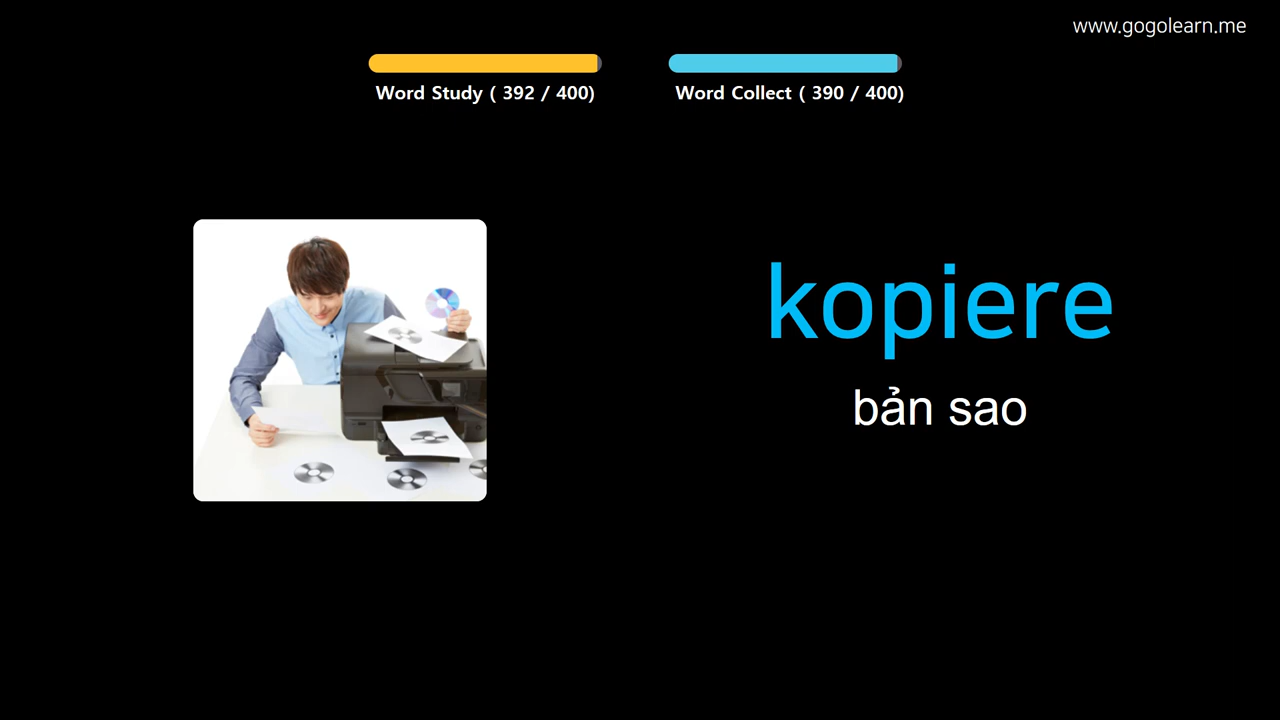 www.gogolearn.me
Word Study ( 392 / 400)
Word Collect ( 390 / 400)
kopiere
bản sao